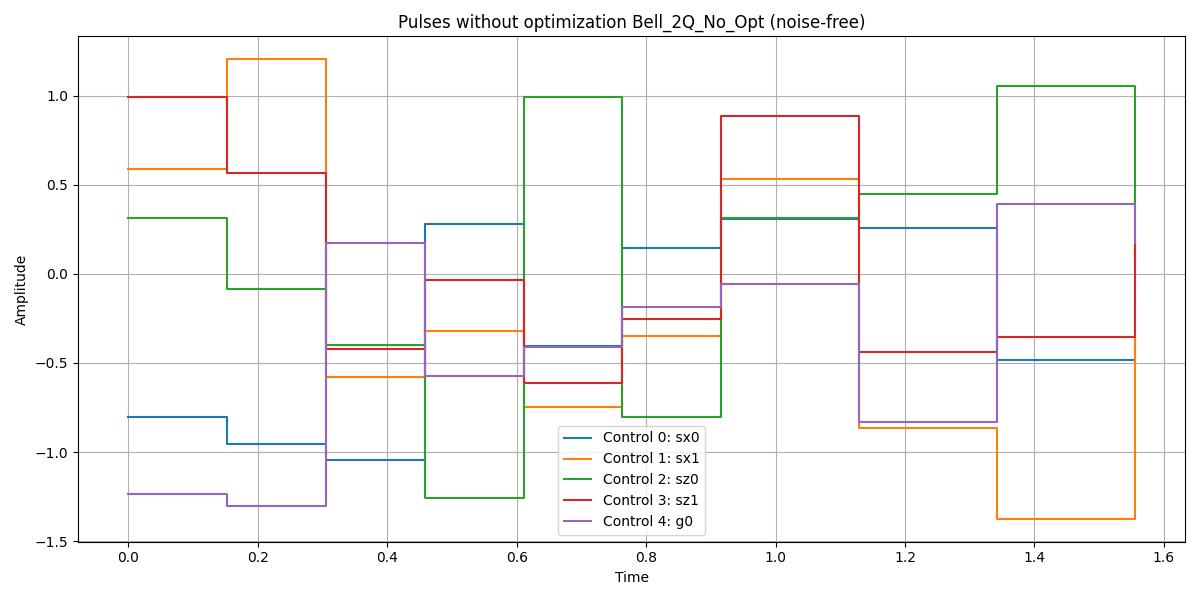 Pulses without optimization Bell_2Q_No_Opt (noise-free)
Amplitude
1.0
0.5
0.0
−0.5
−1.0
−1.5
Control 0: sx0
Control 1: sx1
Control 2: sz0
Control 3: sz1
Control 4: g0
0.0 0.2 0.4 0.6 0.8 1.0 1.2 1.4 1.6
Time